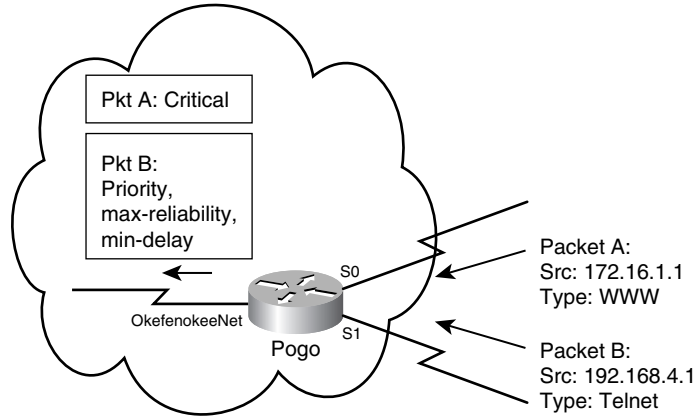 Pkt A: Critical
Pkt B:
Priority,
max-reliability,
min-delay
S0
OkefenokeeNet
S1
Pogo
Packet A:
Src: 172.16.1.1
Type: WWW
Packet B:
Src: 192.168.4.1
Type: Telnet